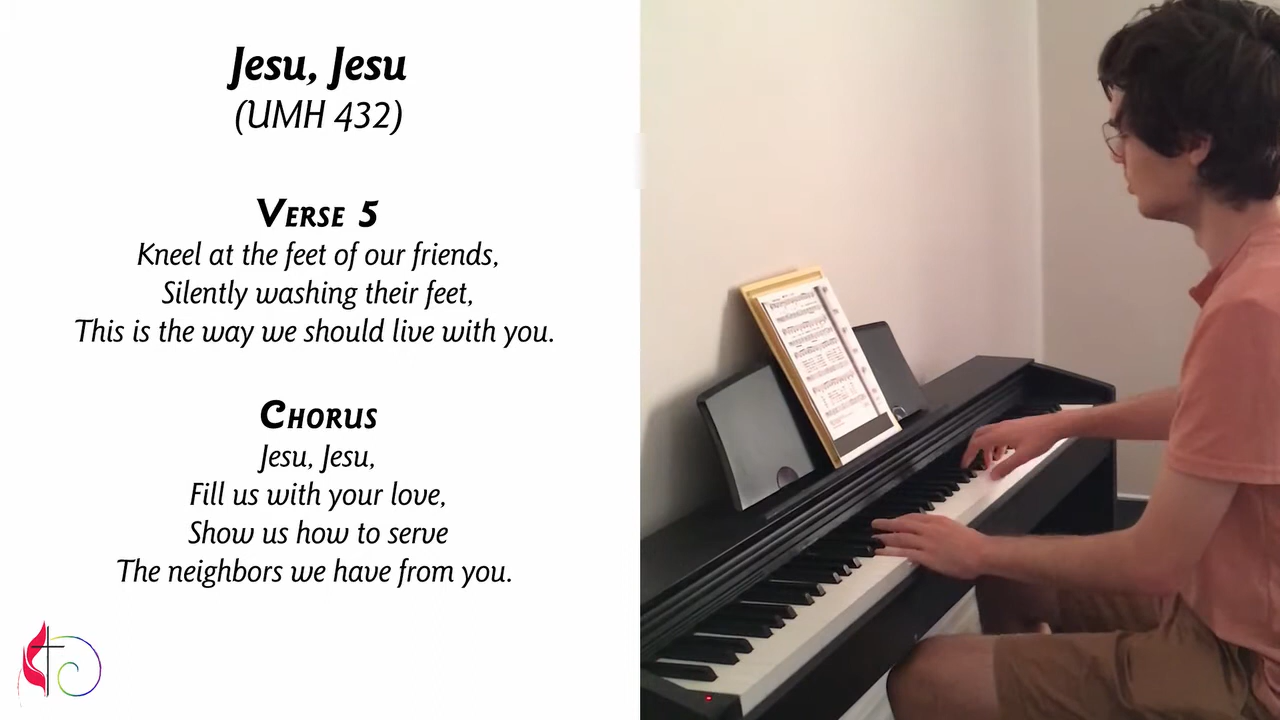 Jesu, Jesu
(UMH 432)
Verse 5
Kneel at the feet of our friends,
Silently washing their feet,
This is the way we should live with you.
Chorus
Jesu, Jesu,
Fill us with your love,
Show us how to serve
The neighbors we have from you.